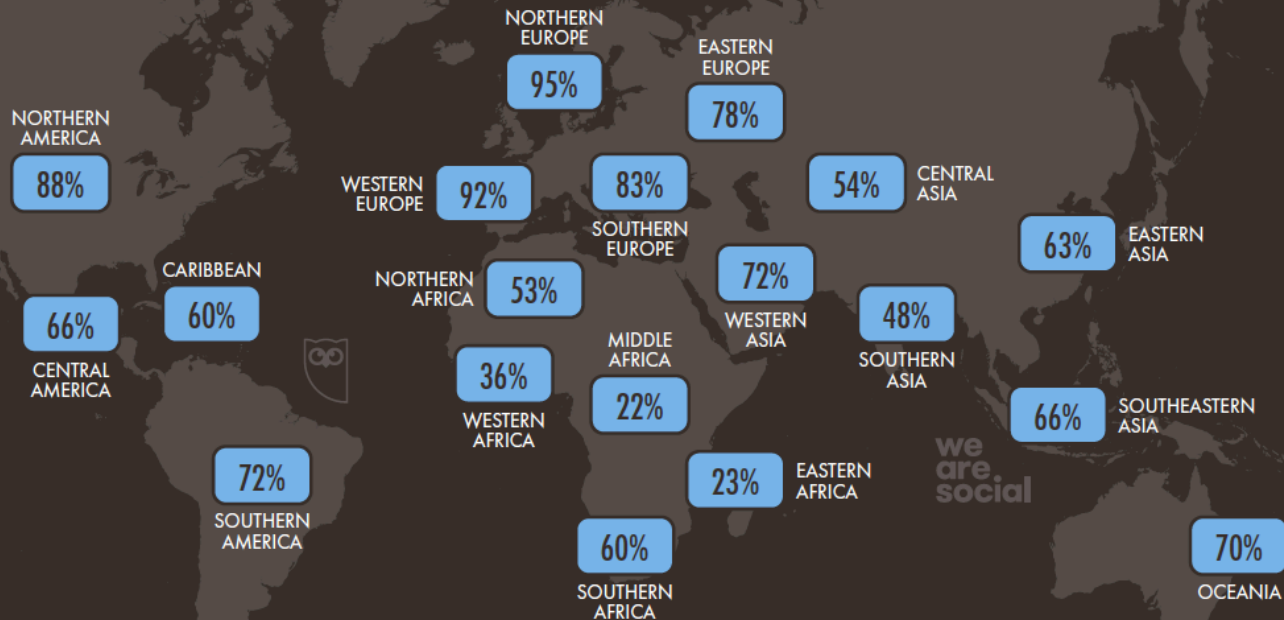 NORTHERN
EUROPE
95%
EASTERN
EUROPE
78%
NORTHERN
AMERICA
88%
WESTERN
EUROPE
92%
83%
SOUTHERN
EUROPE
54%
CENTRAL
ASIA
63%
EASTERN
ASIA
CARIBBEAN
60%
NORTHERN
AFRICA
53%
72%
WESTERN
ASIA
66%
CENTRAL
AMERICA
48%
SOUTHERN
ASIA
MIDDLE
AFRICA
22%
36%
WESTERN
AFRICA
66%
SOUTHEASTERN
ASIA
we
are
social
72%
SOUTHERN
AMERICA
23%
EASTERN
AFRICA
60%
SOUTHERN
AFRICA
70%
OCEANIA